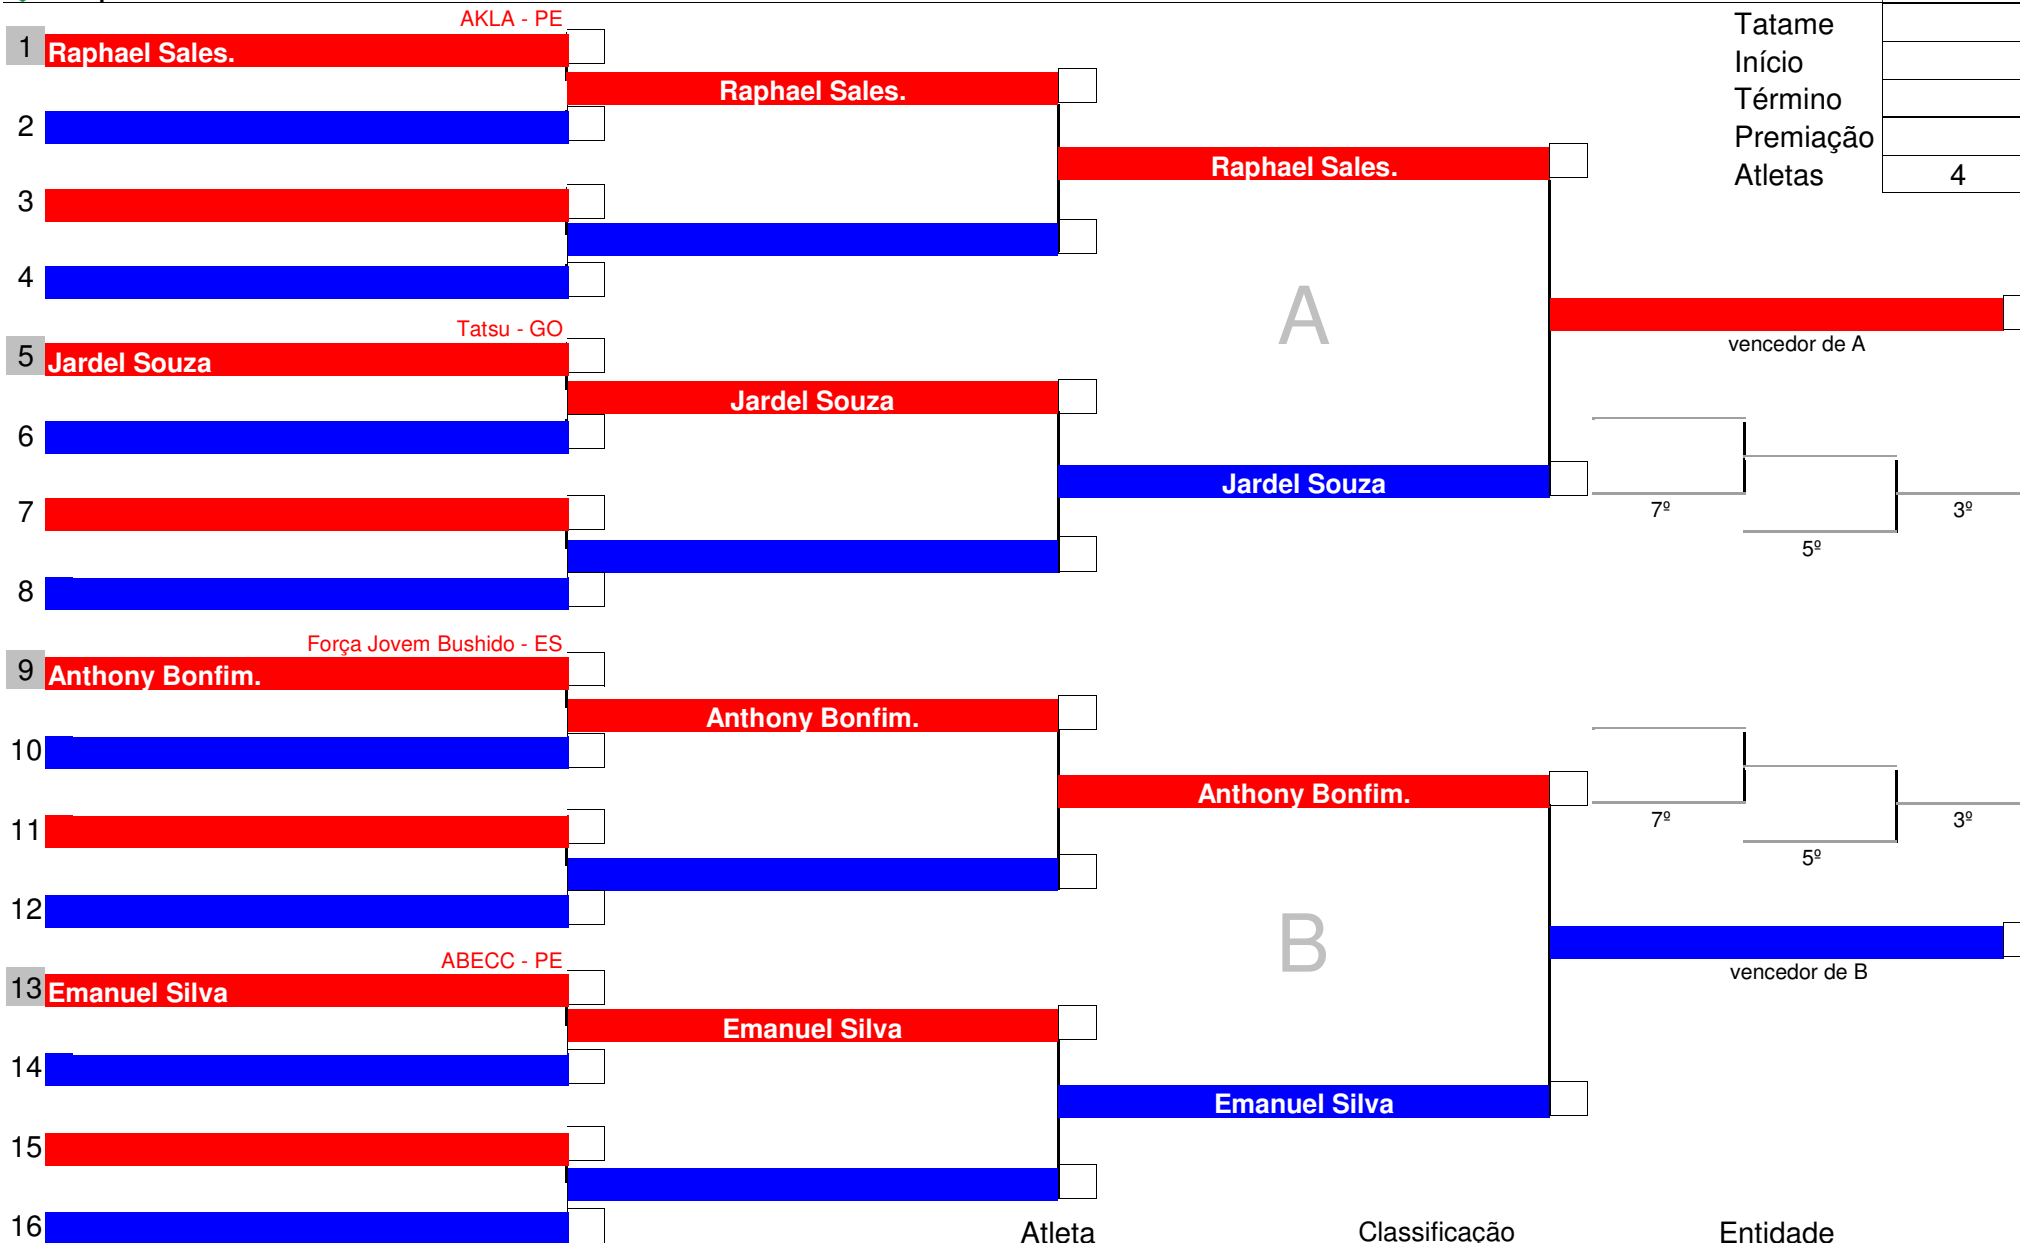 AKLA - PE
1 Raphael Sales.
Raphael Sales.
2
Raphael Sales.
3
4
Tatsu - GO
5 Jardel Souza
Jardel Souza
6
Jardel Souza
7
8
Força Jovem Bushido - ES
9 Anthony Bonfim.
Anthony Bonfim.
10
Anthony Bonfim.
11
12
ABECC - PE
13 Emanuel Silva
Emanuel Silva
14
Emanuel Silva
15
16
A
B
Tatame
Início
Término
Premiação
Atletas 4
vencedor de A
7º
3º
5º
7º
3º
5º
vencedor de B
Atleta Classificação Entidade